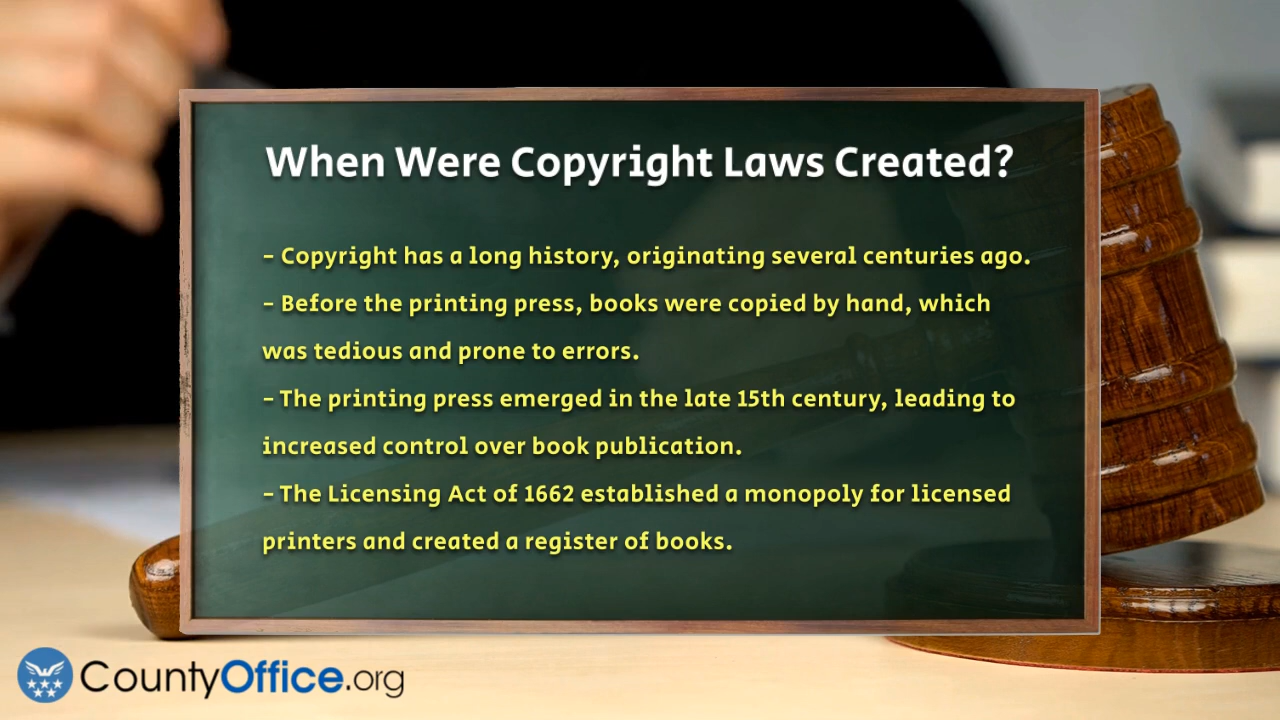 When Were Copyright Laws Created?
- Copyright has a long history, originating several centuries ago.
- Before the printing press, books were copied by hand, which
was tedious and prone to errors.
- The printing press emerged in the late 15th century, leading to
increased control over book publication.
- The Licensing Act of 1662 established a monopoly for licensed
printers and created a register of books.
CountyOffice.org